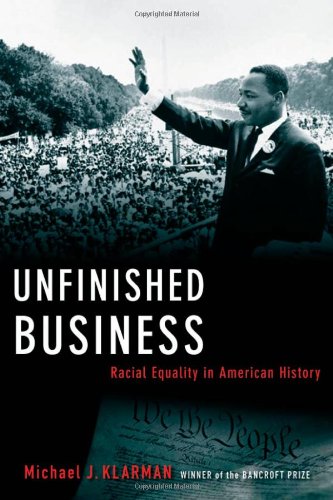 UNFINISHED
BUSINESS
Racial Equality in American History
We the People
Michael J. KLARMAN WINNER of the BANCROFT PRIZE